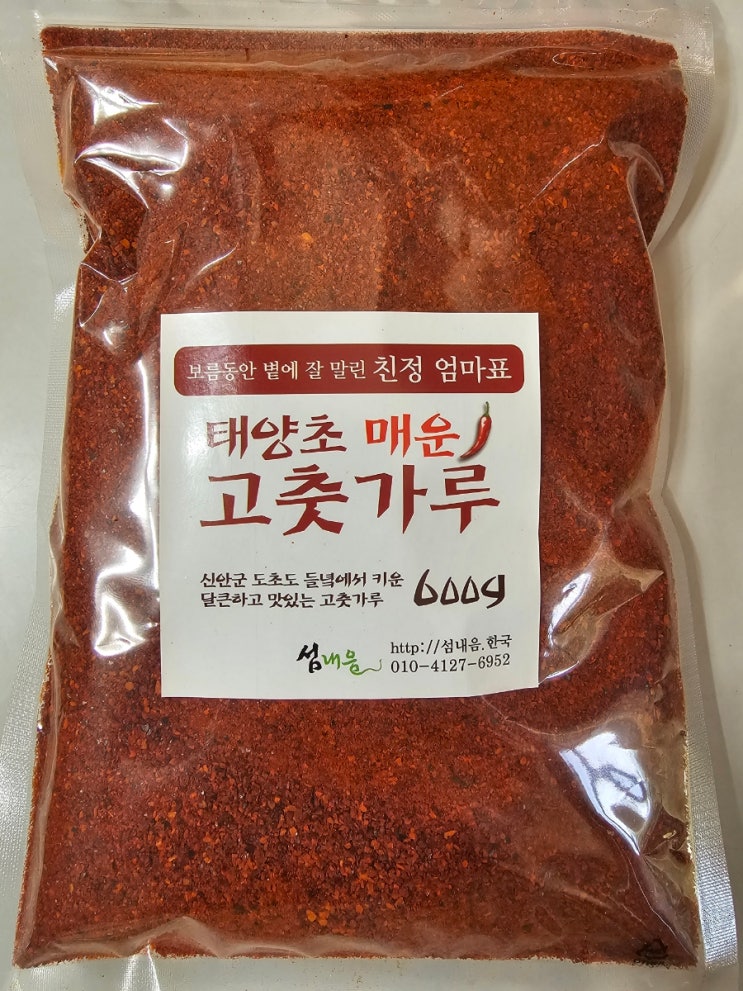 보름동안 볕에 잘 말린 친정 엄마표
태양초 매운
고춧가루
신안군 도초도 들녘에서 키운
달큰하고 맛있는 고춧가루
600g
섬내음
http://섬내음.한국
010-4127-6952